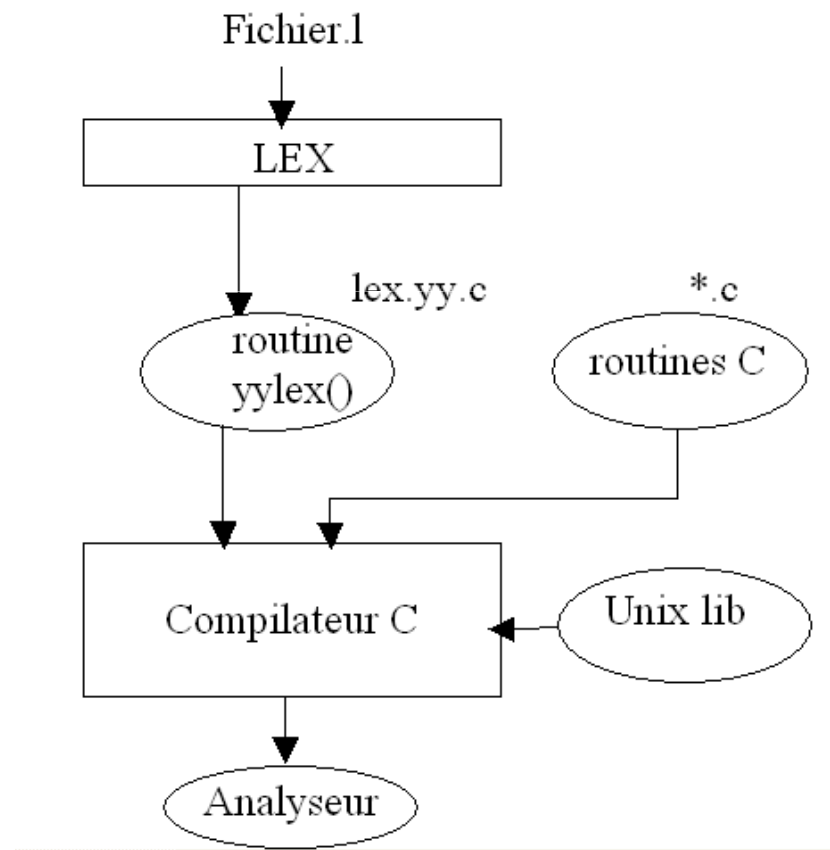 Fichier.l
LEX
lex.yy.c
*.c
routine
yylex()
routines C
Compilateur C
Unix lib
Analyseur